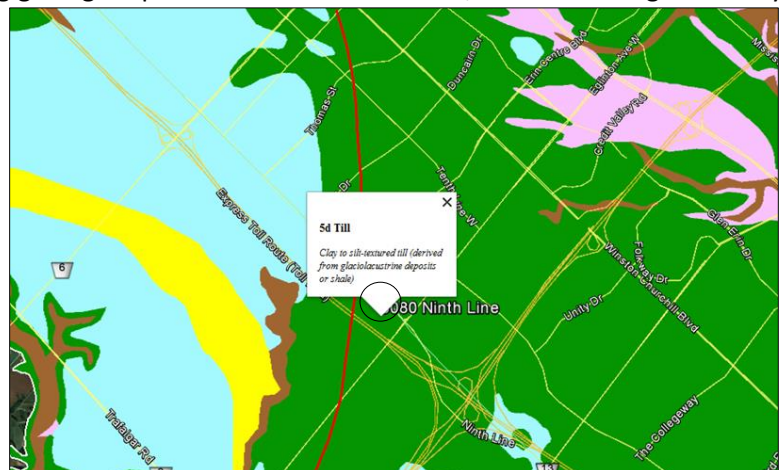 Erin Centre Blvd
Eglinton Ave W
Duncairn Dr
Thomas St
Credit Valley Rd
Express Toll Route (Toll
5d Till
Clay to silt-textured till (derived
from glaciolacustrine deposits
or shale)
Glen Erin Dr
6
080 Ninth Line
Winston Churchill Blvd
Folkway Dr
Unity Dr
Trafalgar Rd
Ninth Line
The Collegeway